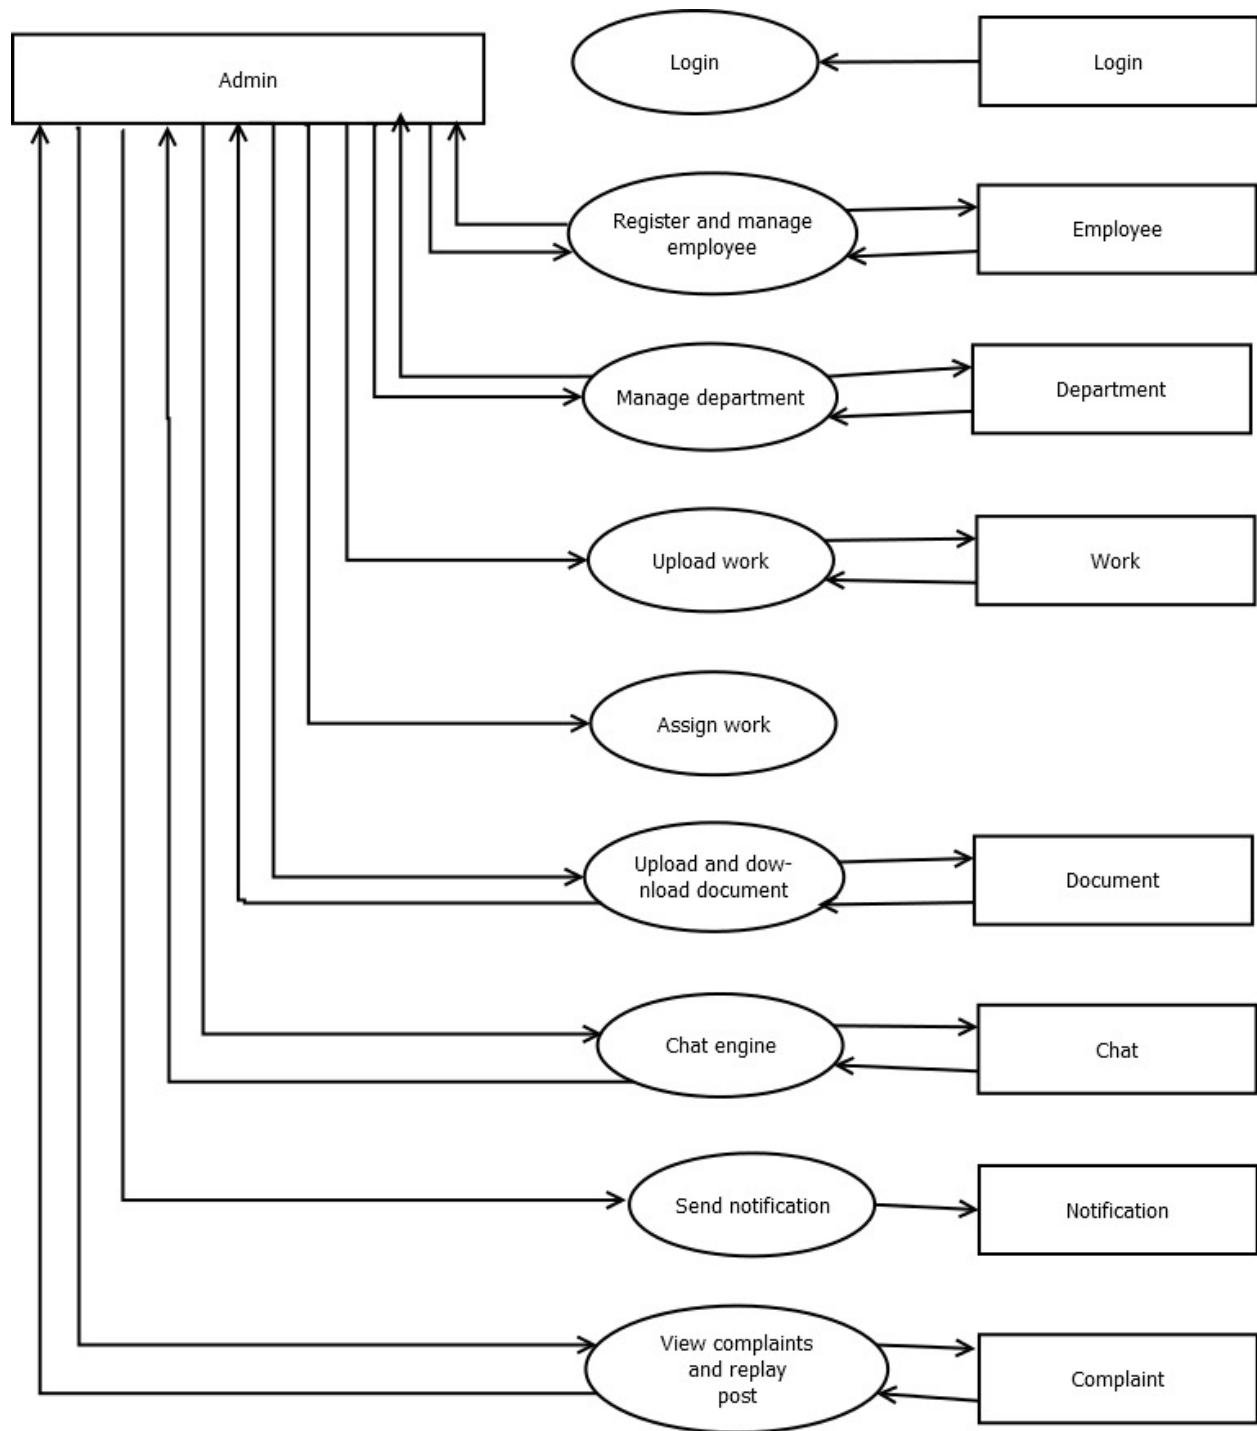 Admin
Login
Login
Register and manage
employee
Employee
Manage department
Department
Upload work
Work
Assign work
Upload and dow-
nload document
Document
Chat engine
Chat
Send notification
Notification
View complaints
and replay
post
Complaint